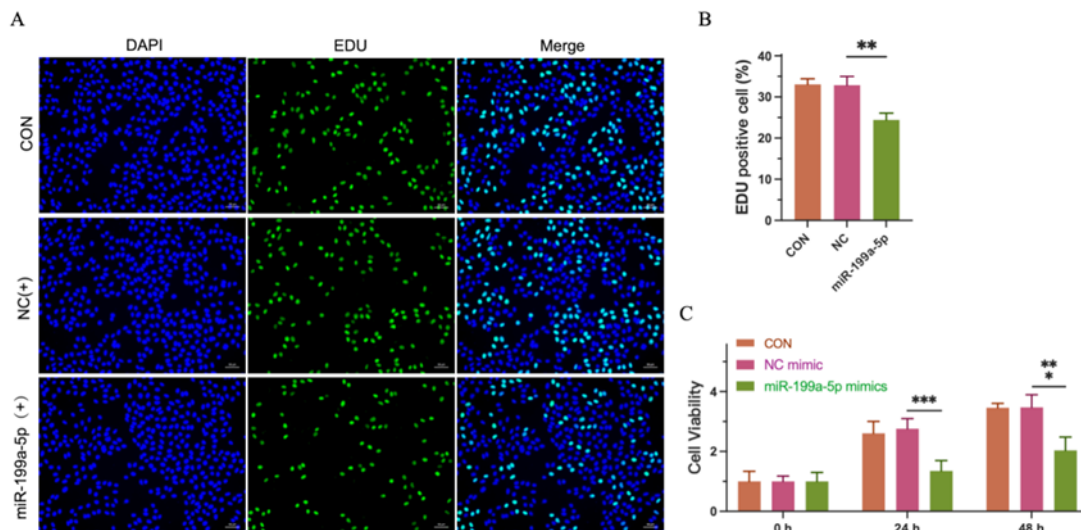 A
DAPI EDU Merge
CON
NC(+)
miR-199a-5p (+)
B
EDU positive cell (%)
40
30
20
10
0
**
CON NC miR-199a-5p
C
CON
NC mimic
miR-199a-5p mimics
Cell Viability
4
2
0
***
**
*
0 h 24 h 48 h